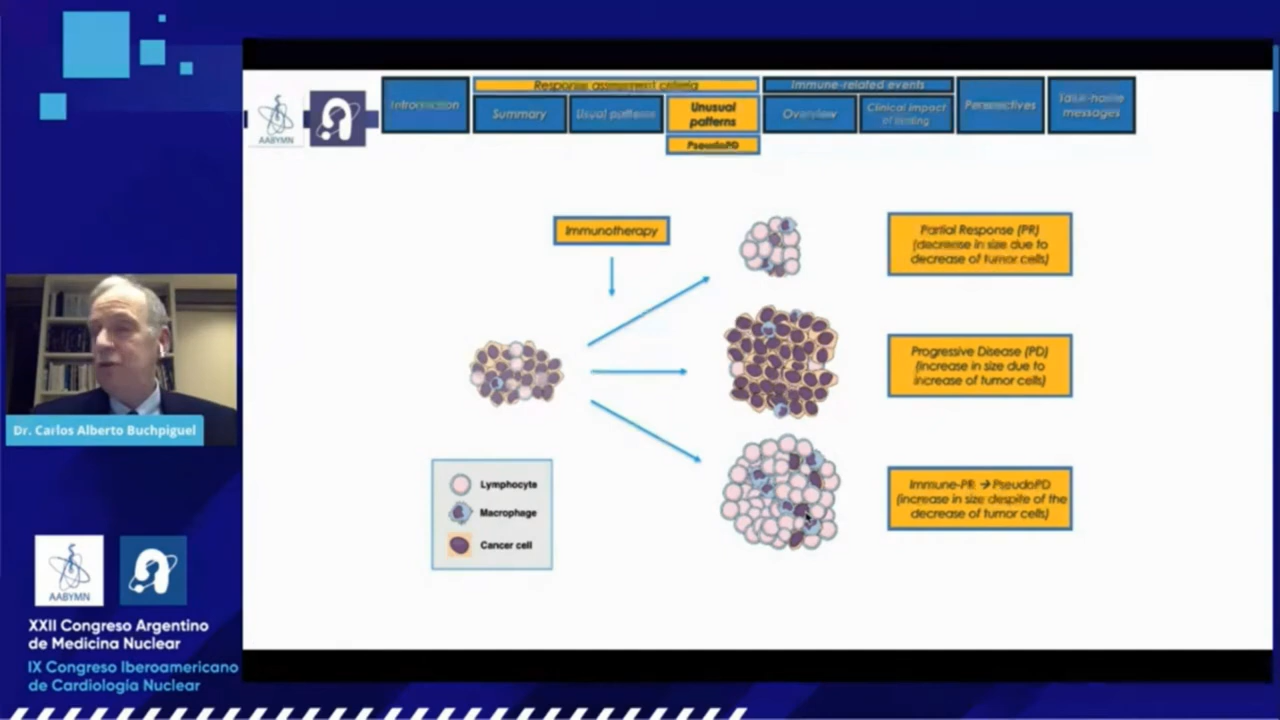 Response assessment criteria
Immune-related events
Introduction
Summary
Usual patterns
Unusual
patterns
Overview
Clinical impact
of testing
Perspectives
Take-home
messages
PseudoPD
AABYMN
Immunotherapy
Partial Response (PR)
(decrease in size due to
decrease of tumor cells)
Progressive Disease (PD)
(increase in size due to
increase of tumor cells)
Immune-PR → PseudoPD
(increase in size despite of the
decrease of tumor cells)
Lymphocyte
Macrophage
Cancer cell
Dr. Carlos Alberto Buchpiguel
AABYMN
XXII Congreso Argentino
de Medicina Nuclear
IX Congreso Iberoamericano
de Cardiología Nuclear